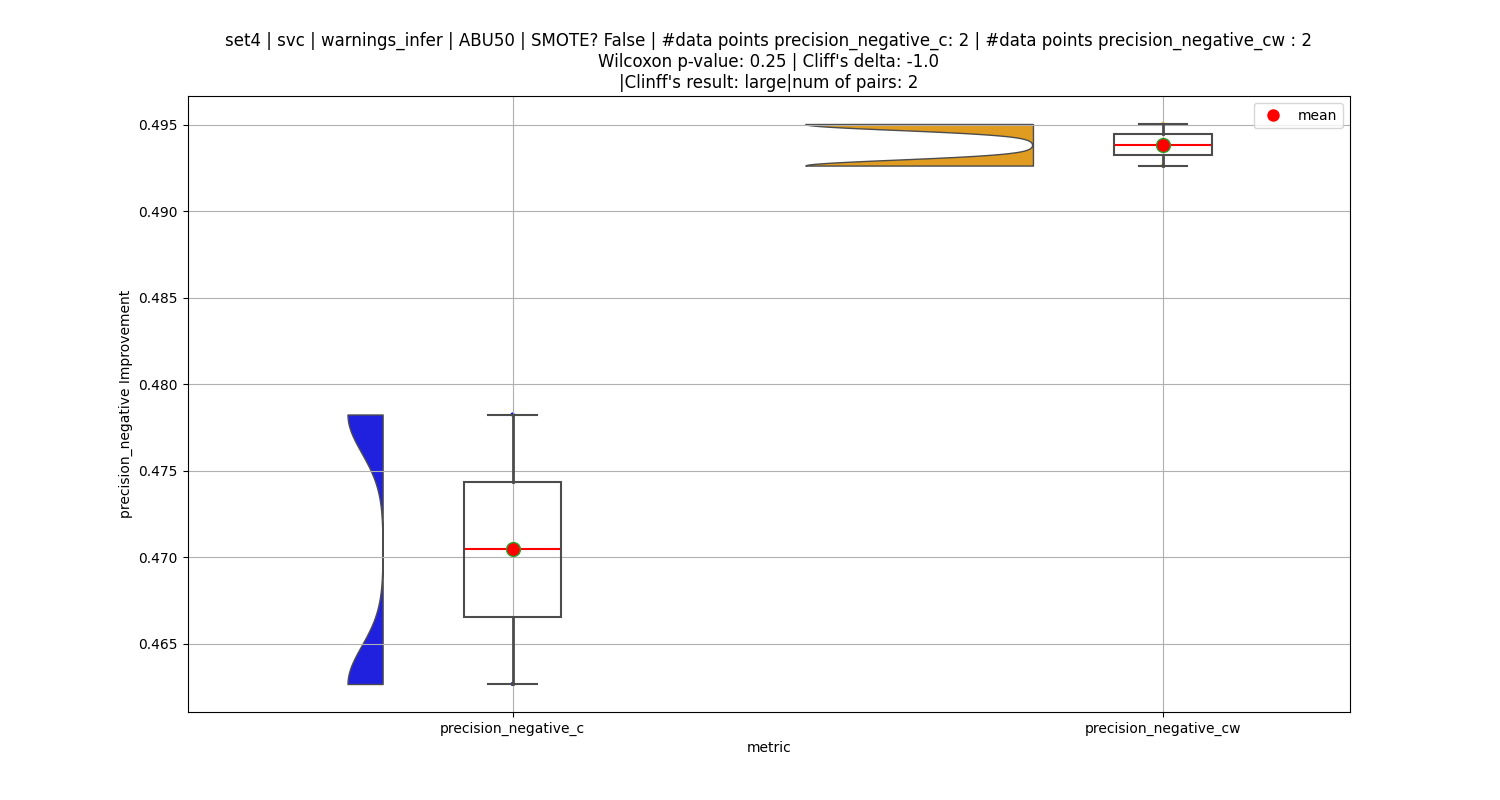 set4 | svc | warnings_infer | ABU50 | SMOTE? False | #data points precision_negative_c: 2 | #data points precision_negative_cw : 2
Wilcoxon p-value: 0.25 | Cliff's delta: -1.0
|Clinff's result: large|num of pairs: 2
mean
0.495
0.490
0.485
0.480
0.475
0.470
0.465
precision_negative Improvement
precision_negative_c
precision_negative_cw
metric